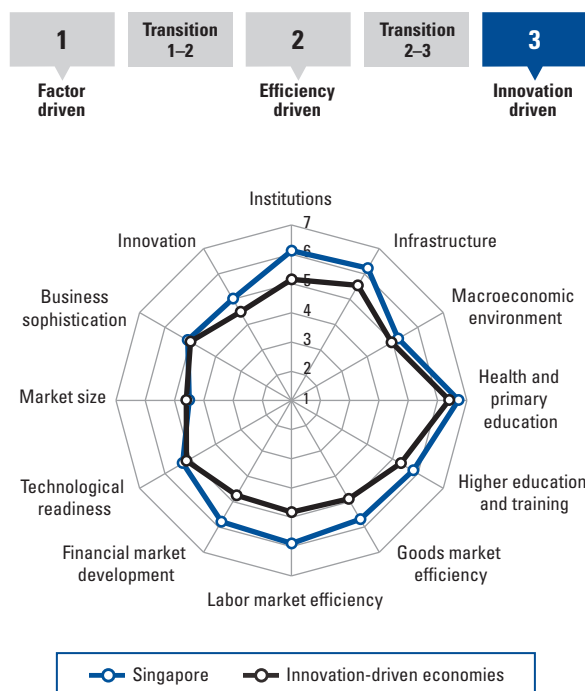 1
Transition
1–2
2
Transition
2–3
3
Factor
driven
Efficiency
driven
Innovation
driven
Institutions
7
6
5
4
3
2
1
Infrastructure
Macroeconomic
environment
Health and
primary
education
Higher education
and training
Goods market
efficiency
Labor market efficiency
Financial market
development
Technological
readiness
Market size
Business
sophistication
Innovation
Singapore
Innovation-driven economies